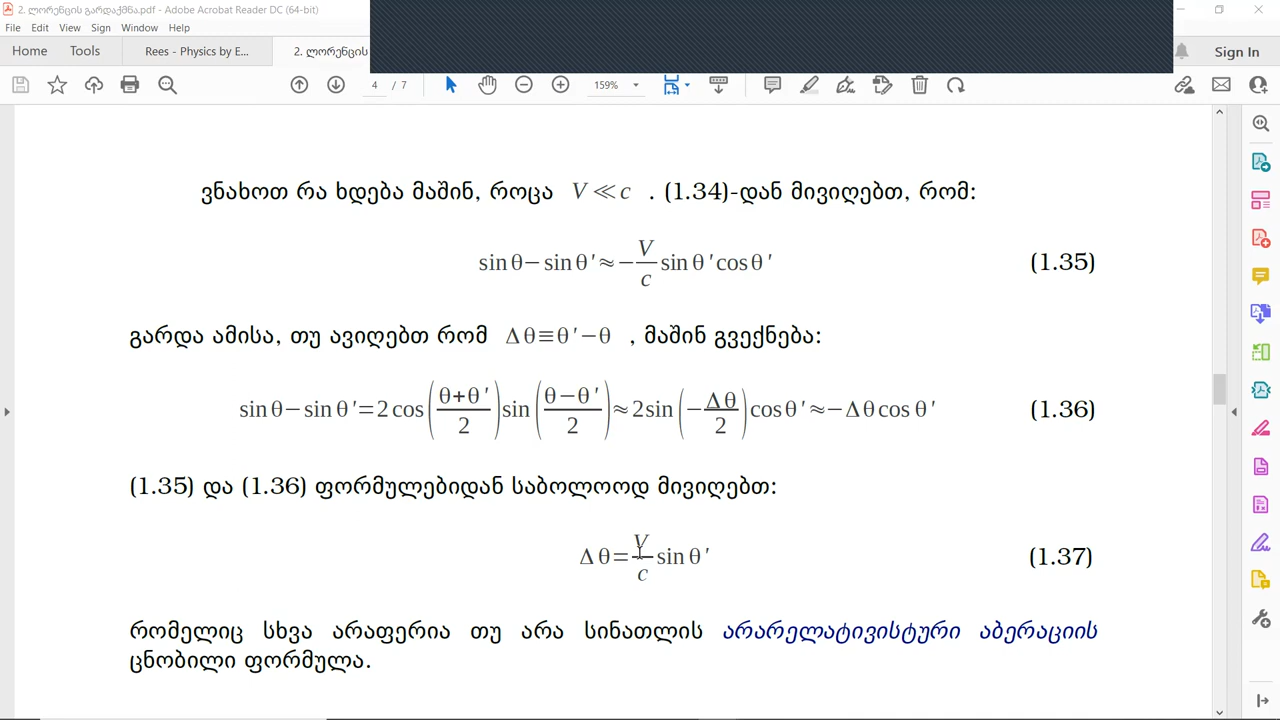 2. ლორენცის გარდაქმნა.pdf - Adobe Acrobat Reader DC (64-bit)
File Edit View Sign Window Help
Home Tools Rees - Physics by E... 2. ლორენცის Sign In
4 / 7 159%
ვნახოთ რა ხდება მაშინ, როცა V≪c . (1.34)-დან მივიღებთ, რომ:
sin θ− sin θ ′ ≈ − V/c sin θ ′ cos θ ′ (1.35)
გარდა ამისა, თუ ავიღებთ რომ Δ θ≡θ ′ −θ , მაშინ გვექნება:
sin θ− sin θ ′ = 2 cos ( (θ+θ ′)/2 ) sin ( (θ−θ ′)/2 ) ≈ 2 sin ( − Δ θ/2 ) cos θ ′ ≈ − Δ θ cos θ ′ (1.36)
(1.35) და (1.36) ფორმულებიდან საბოლოოდ მივიღებთ:
Δ θ= V/c sin θ ′ (1.37)
რომელიც სხვა არაფერია თუ არა სინათლის არარელატივისტური აბერაციის
ცნობილი ფორმულა.